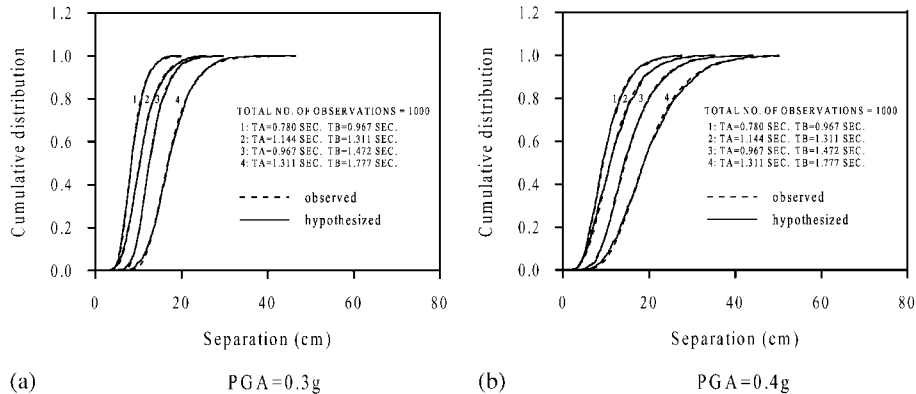 1.2
1.0
0.8
0.6
0.4
0.2
0.0
Cumulative distribution
1 2 3 4
TOTAL NO. OF OBSERVATIONS = 1000
1: TA=0.780 SEC. TB=0.967 SEC.
2: TA=1.144 SEC. TB=1.311 SEC.
3: TA=0.967 SEC. TB=1.472 SEC.
4: TA=1.311 SEC. TB=1.777 SEC.
observed
hypothesized
0 20 40 60 80
Separation (cm)
(a) PGA=0.3g
1.2
1.0
0.8
0.6
0.4
0.2
0.0
Cumulative distribution
1 2 3 4
TOTAL NO. OF OBSERVATIONS = 1000
1: TA=0.780 SEC. TB=0.967 SEC.
2: TA=1.144 SEC. TB=1.311 SEC.
3: TA=0.967 SEC. TB=1.472 SEC.
4: TA=1.311 SEC. TB=1.777 SEC.
observed
hypothesized
0 20 40 60 80
Separation (cm)
(b) PGA=0.4g